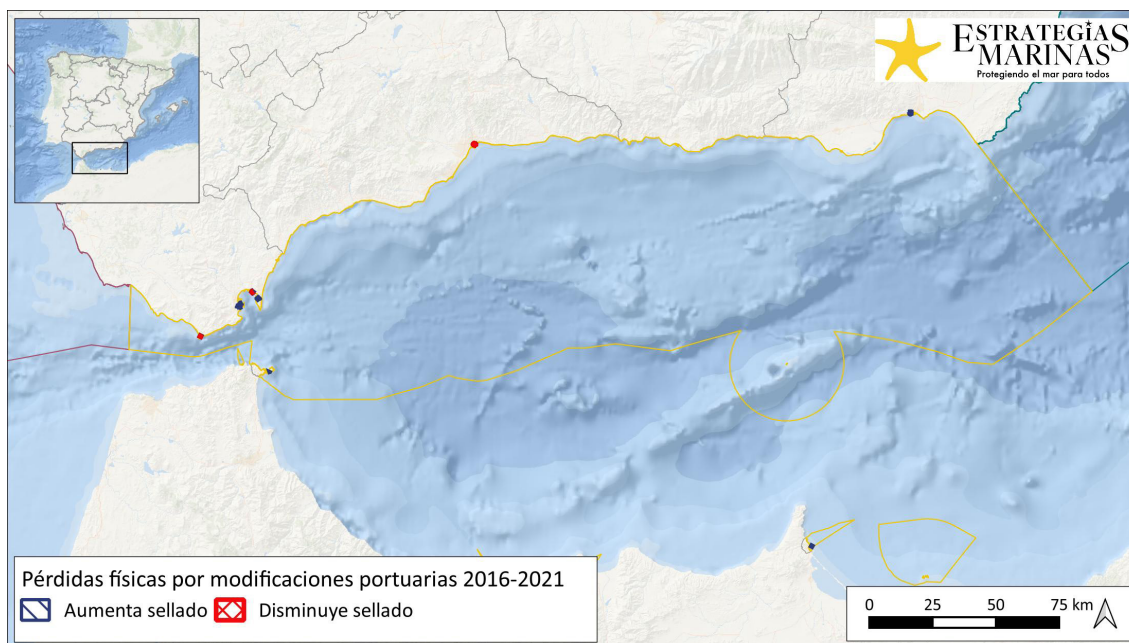 ESTRATEGIAS
MARINAS
Protegiendo el mar para todos
Pérdidas físicas por modificaciones portuarias 2016-2021
Aumenta sellado Disminuye sellado
0 25 50 75 km